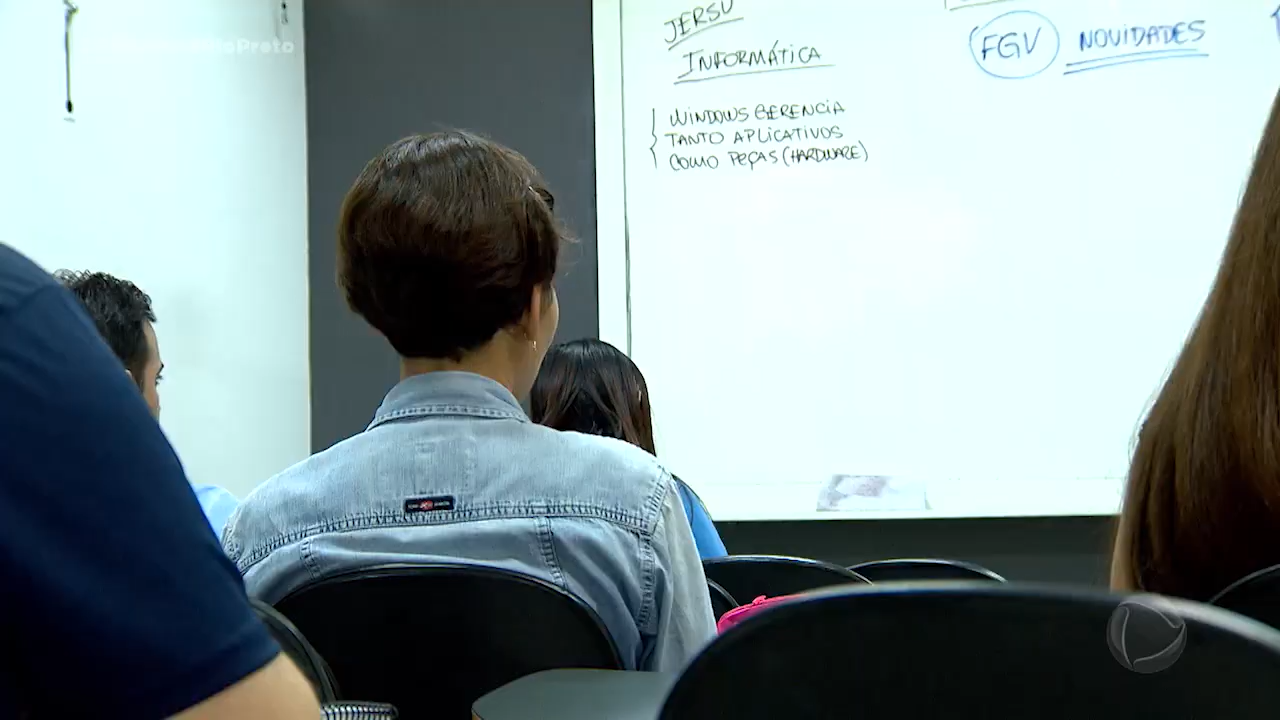 JERSU
INFORMÁTICA
WINDOWS GERENCIA
TANTO APLICATIVOS
COMO PEÇAS (HARDWARE)
FGV NOVIDADES